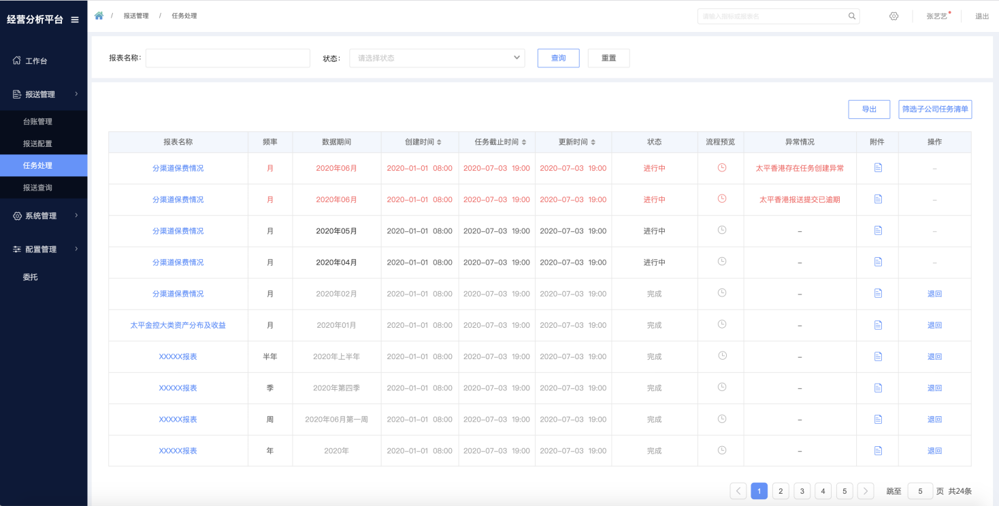 经营分析平台
/ 报送管理 / 任务处理
请输入指标或报表名
张艺艺
退出
工作台
报送管理
台账管理
报送配置
任务处理
报送查询
系统管理
配置管理
委托
报表名称: 状态: 请选择状态 查询 重置
导出 筛选子公司任务清单
报表名称 频率 数据期间 创建时间 任务截止时间 更新时间 状态 流程预览 异常情况 附件 操作
分渠道保费情况 月 2020年06月 2020-01-01 08:00 2020-07-03 19:00 2020-07-03 19:00 进行中 太平香港存在任务创建异常 –
分渠道保费情况 月 2020年06月 2020-01-01 08:00 2020-07-03 19:00 2020-07-03 19:00 进行中 太平香港报送提交已逾期 –
分渠道保费情况 月 2020年05月 2020-01-01 08:00 2020-07-03 19:00 2020-07-03 19:00 进行中 – –
分渠道保费情况 月 2020年04月 2020-01-01 08:00 2020-07-03 19:00 2020-07-03 19:00 进行中 – –
分渠道保费情况 月 2020年02月 2020-01-01 08:00 2020-07-03 19:00 2020-07-03 19:00 完成 – 退回
太平金控大类资产分布及收益 月 2020年01月 2020-01-01 08:00 2020-07-03 19:00 2020-07-03 19:00 完成 – 退回
XXXXX报表 半年 2020年上半年 2020-01-01 08:00 2020-07-03 19:00 2020-07-03 19:00 完成 – 退回
XXXXX报表 季 2020年第四季 2020-01-01 08:00 2020-07-03 19:00 2020-07-03 19:00 完成 – 退回
XXXXX报表 周 2020年06月第一周 2020-01-01 08:00 2020-07-03 19:00 2020-07-03 19:00 完成 – 退回
XXXXX报表 年 2020年 2020-01-01 08:00 2020-07-03 19:00 2020-07-03 19:00 完成 – 退回
1 2 3 4 5 跳至 5 页 共24条